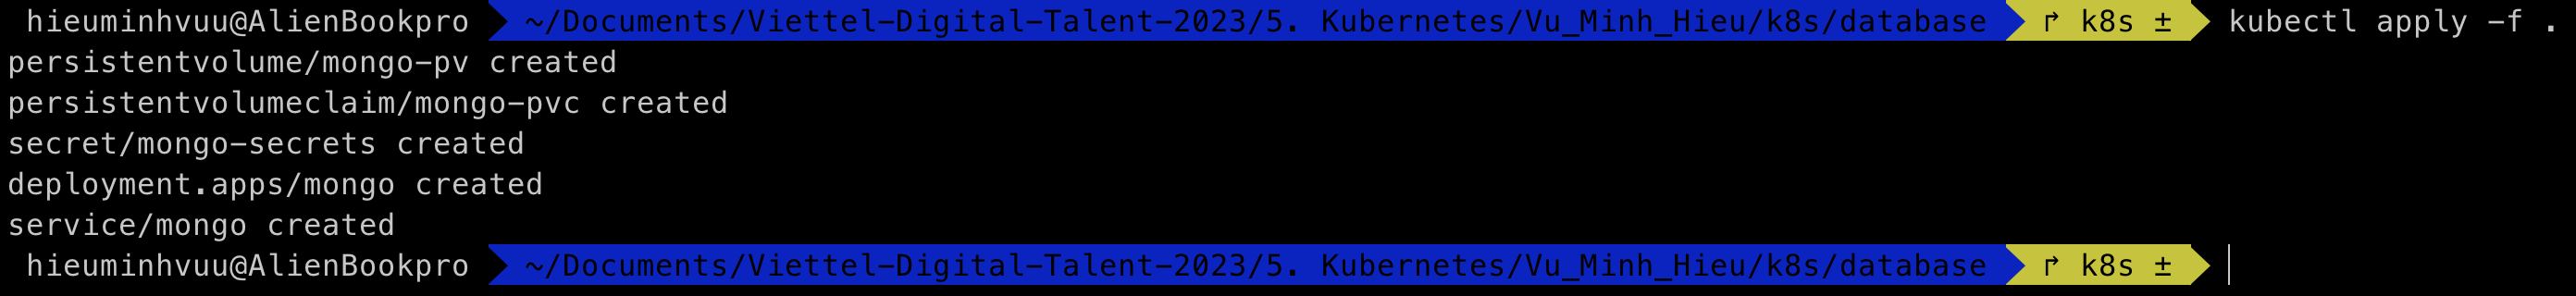 hieuminhvuu@AlienBookpro ~/Documents/Viettel-Digital-Talent-2023/5. Kubernetes/Vu_Minh_Hieu/k8s/database ↱ k8s ± kubectl apply -f .
persistentvolume/mongo-pv created
persistentvolumeclaim/mongo-pvc created
secret/mongo-secrets created
deployment.apps/mongo created
service/mongo created
hieuminhvuu@AlienBookpro ~/Documents/Viettel-Digital-Talent-2023/5. Kubernetes/Vu_Minh_Hieu/k8s/database ↱ k8s ±